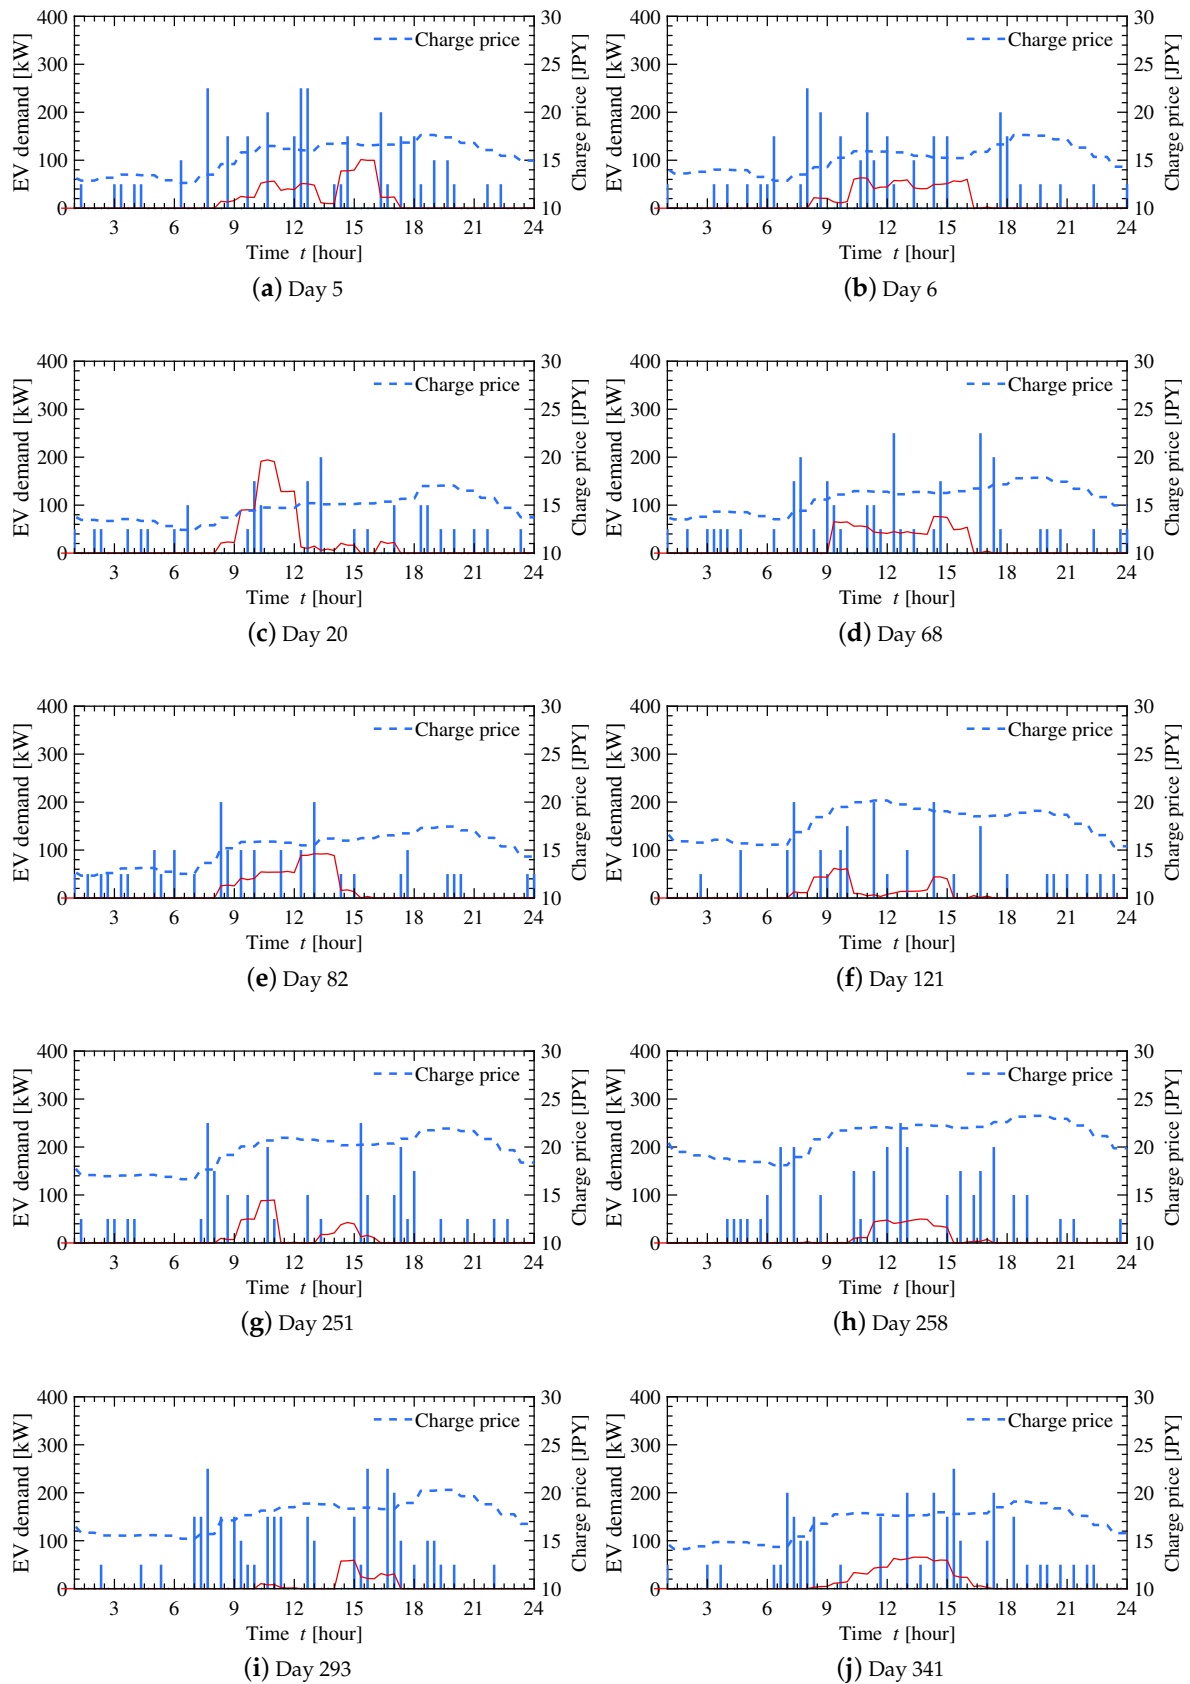 400
300
200
100
0
EV demand [kW]
30
25
20
15
10
Charge price [JPY]
Charge price
3 6 9 12 15 18 21 24
Time t [hour]
(a) Day 5
400
300
200
100
0
EV demand [kW]
30
25
20
15
10
Charge price [JPY]
Charge price
3 6 9 12 15 18 21 24
Time t [hour]
(b) Day 6
400
300
200
100
0
EV demand [kW]
30
25
20
15
10
Charge price [JPY]
Charge price
3 6 9 12 15 18 21 24
Time t [hour]
(c) Day 20
400
300
200
100
0
EV demand [kW]
30
25
20
15
10
Charge price [JPY]
Charge price
3 6 9 12 15 18 21 24
Time t [hour]
(d) Day 68
400
300
200
100
0
EV demand [kW]
30
25
20
15
10
Charge price [JPY]
Charge price
3 6 9 12 15 18 21 24
Time t [hour]
(e) Day 82
400
300
200
100
0
EV demand [kW]
30
25
20
15
10
Charge price [JPY]
Charge price
3 6 9 12 15 18 21 24
Time t [hour]
(f) Day 121
400
300
200
100
0
EV demand [kW]
30
25
20
15
10
Charge price [JPY]
Charge price
3 6 9 12 15 18 21 24
Time t [hour]
(g) Day 251
400
300
200
100
0
EV demand [kW]
30
25
20
15
10
Charge price [JPY]
Charge price
3 6 9 12 15 18 21 24
Time t [hour]
(h) Day 258
400
300
200
100
0
EV demand [kW]
30
25
20
15
10
Charge price [JPY]
Charge price
3 6 9 12 15 18 21 24
Time t [hour]
(i) Day 293
400
300
200
100
0
EV demand [kW]
30
25
20
15
10
Charge price [JPY]
Charge price
3 6 9 12 15 18 21 24
Time t [hour]
(j) Day 341